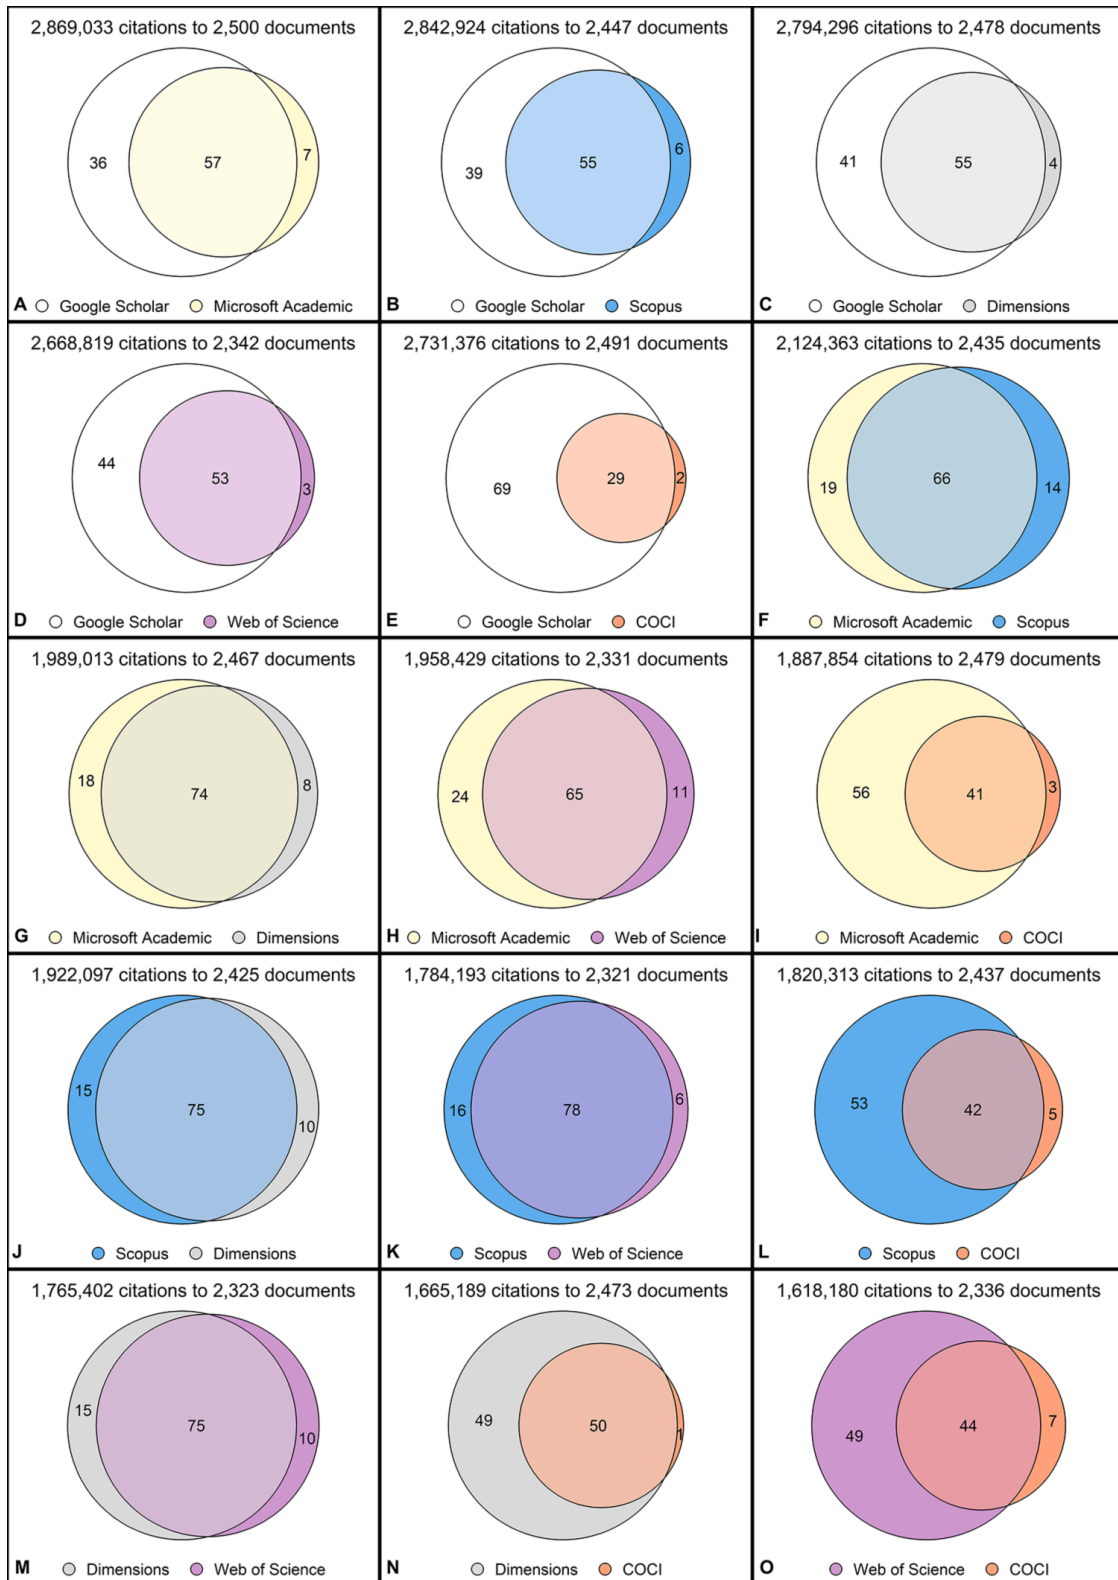 2,869,033 citations to 2,500 documents
36 57 7
A Google Scholar Microsoft Academic
2,842,924 citations to 2,447 documents
39 55 6
B Google Scholar Scopus
2,794,296 citations to 2,478 documents
41 55 4
C Google Scholar Dimensions
2,668,819 citations to 2,342 documents
44 53 3
D Google Scholar Web of Science
2,731,376 citations to 2,491 documents
69 29 2
E Google Scholar COCI
2,124,363 citations to 2,435 documents
19 66 14
F Microsoft Academic Scopus
1,989,013 citations to 2,467 documents
18 74 8
G Microsoft Academic Dimensions
1,958,429 citations to 2,331 documents
24 65 11
H Microsoft Academic Web of Science
1,887,854 citations to 2,479 documents
56 41 3
I Microsoft Academic COCI
1,922,097 citations to 2,425 documents
15 75 10
J Scopus Dimensions
1,784,193 citations to 2,321 documents
16 78 6
K Scopus Web of Science
1,820,313 citations to 2,437 documents
53 42 5
L Scopus COCI
1,765,402 citations to 2,323 documents
15 75 10
M Dimensions Web of Science
1,665,189 citations to 2,473 documents
49 50 1
N Dimensions COCI
1,618,180 citations to 2,336 documents
49 44 7
O Web of Science COCI